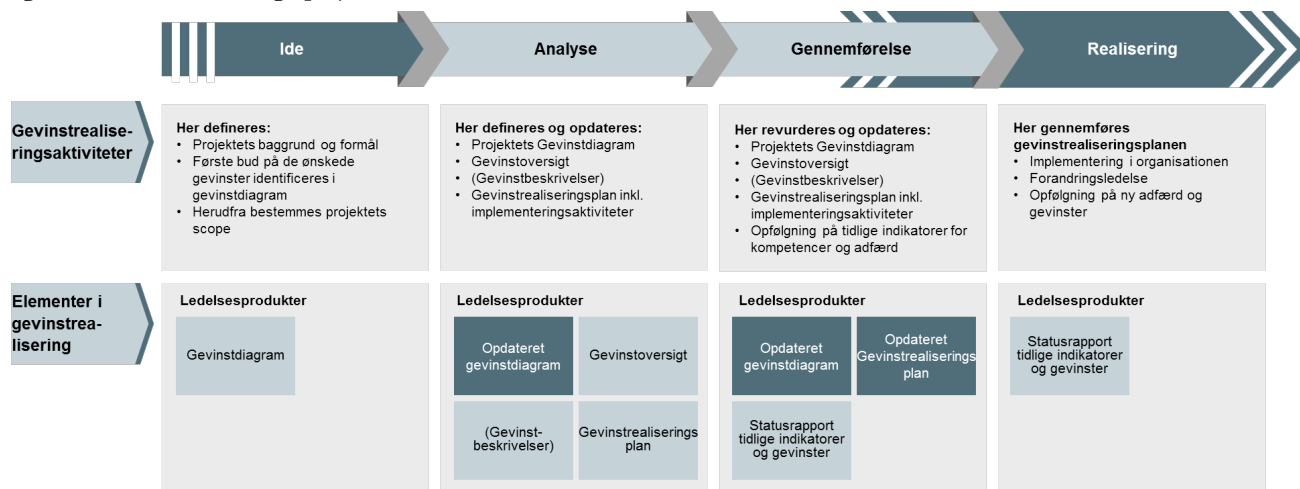 Ide
Analyse
Gennemførelse
Realisering
Gevinstrealise-
ringsaktiviteter
Her defineres:
• Projektets baggrund og formål
• Første bud på de ønskede
gevinster identificeres i
gevinstdiagram
• Herudfra bestemmes projektets
scope
Her defineres og opdateres:
• Projektets Gevinstdiagram
• Gevinstoversigt
• (Gevinstbeskrivelser)
• Gevinstrealiseringsplan inkl.
implementeringsaktiviteter
Her revurderes og opdateres:
• Projektets Gevinstdiagram
• Gevinstoversigt
• (Gevinstbeskrivelser)
• Gevinstrealiseringsplan inkl.
implementeringsaktiviteter
• Opfølgning på tidlige indikatorer for
kompetencer og adfærd
Her gennemføres
gevinstrealiseringsplanen
• Implementering i organisationen
• Forandringsledelse
• Opfølgning på ny adfærd og
gevinster
Elementer i
gevinstrea-
lisering
Ledelsesprodukter
Gevinstdiagram
Ledelsesprodukter
Opdateret
gevinstdiagram
Gevinstoversigt
(Gevinst-
beskrivelser)
Gevinstrealiserings
plan
Ledelsesprodukter
Opdateret
gevinstdiagram
Opdateret
Gevinstrealiserings
plan
Statusrapport
tidlige indikatorer
og gevinster
Ledelsesprodukter
Statusrapport
tidlige indikatorer
og gevinster